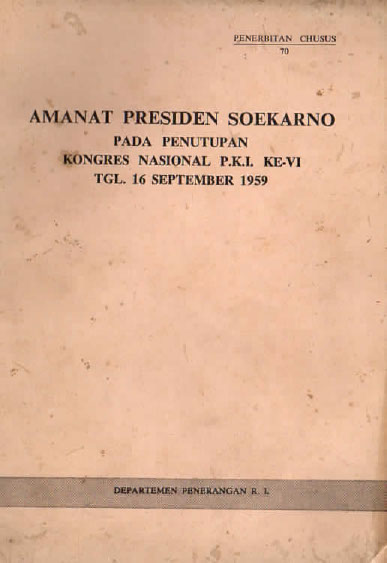 PENERBITAN CHUSUS
70
AMANAT PRESIDEN SOEKARNO
PADA PENUTUPAN
KONGRES NASIONAL P.K.I. KE-VI
TGL. 16 SEPTEMBER 1959
DEPARTEMEN PENERANGAN R. I.